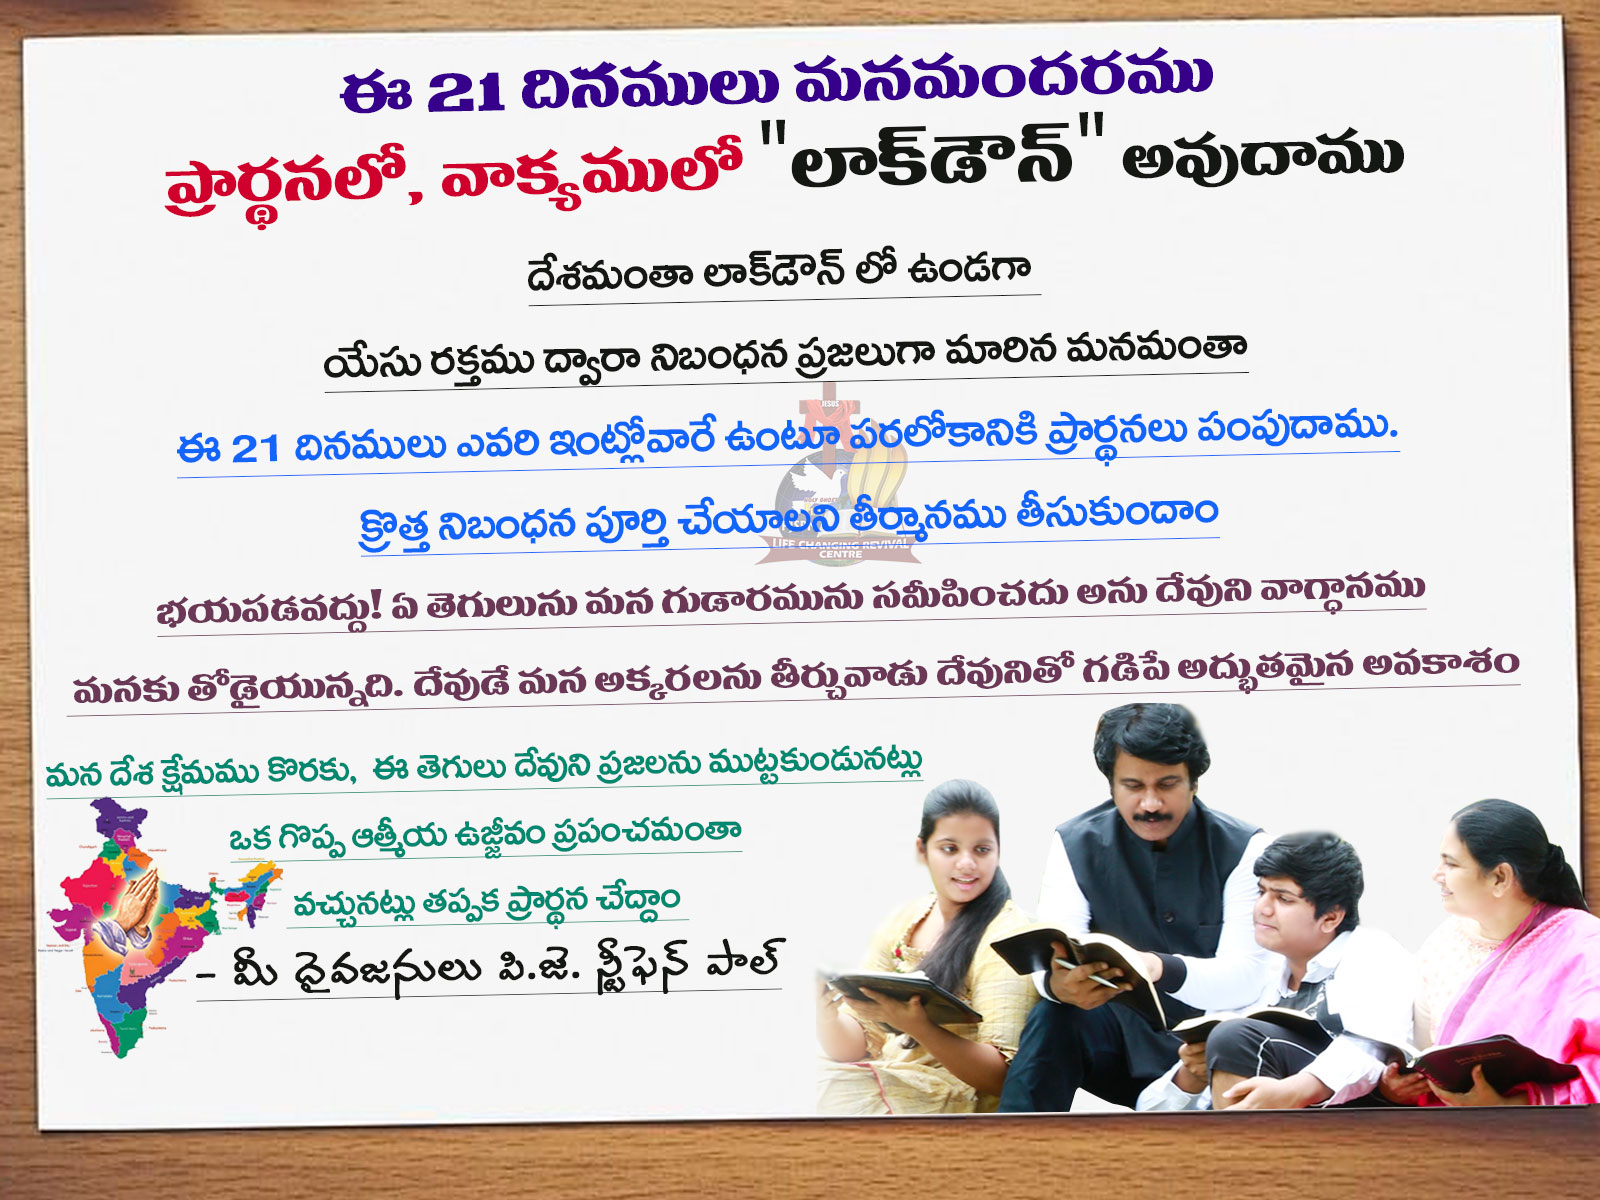 ఈ 21 దినములు మనమందరము
ప్రార్థనలో, వాక్యములో "లాక్‌డౌన్" అవుదాము
దేశమంతా లాక్‌డౌన్ లో ఉండగా
యేసు రక్తము ద్వారా నిబంధన ప్రజలుగా మారిన మనమంతా
ఈ 21 దినములు ఎవరి ఇంట్లోవారే ఉంటూ పరలోకానికి ప్రార్థనలు పంపుదాము.
క్రొత్త నిబంధన పూర్తి చేయాలని తీర్మానము తీసుకుందాం
JESUS
HOLY GHOST
LIFE CHANGING REVIVAL
CENTRE
భయపడవద్దు! ఏ తెగులును మన గుడారమును సమీపించదు అను దేవుని వాగ్ధానము
మనకు తోడైయున్నది. దేవుడే మన అక్కరలను తీర్చువాడు దేవునితో గడిపే అద్భుతమైన అవకాశం
మన దేశ క్షేమము కొరకు, ఈ తెగులు దేవుని ప్రజలను ముట్టకుండునట్లు
ఒక గొప్ప ఆత్మీయ ఉజ్జీవం ప్రపంచమంతా
వచ్చునట్లు తప్పక ప్రార్థన చేద్దాం
– మీ దైవజనులు పి.జె. స్టీఫెన్ పాల్